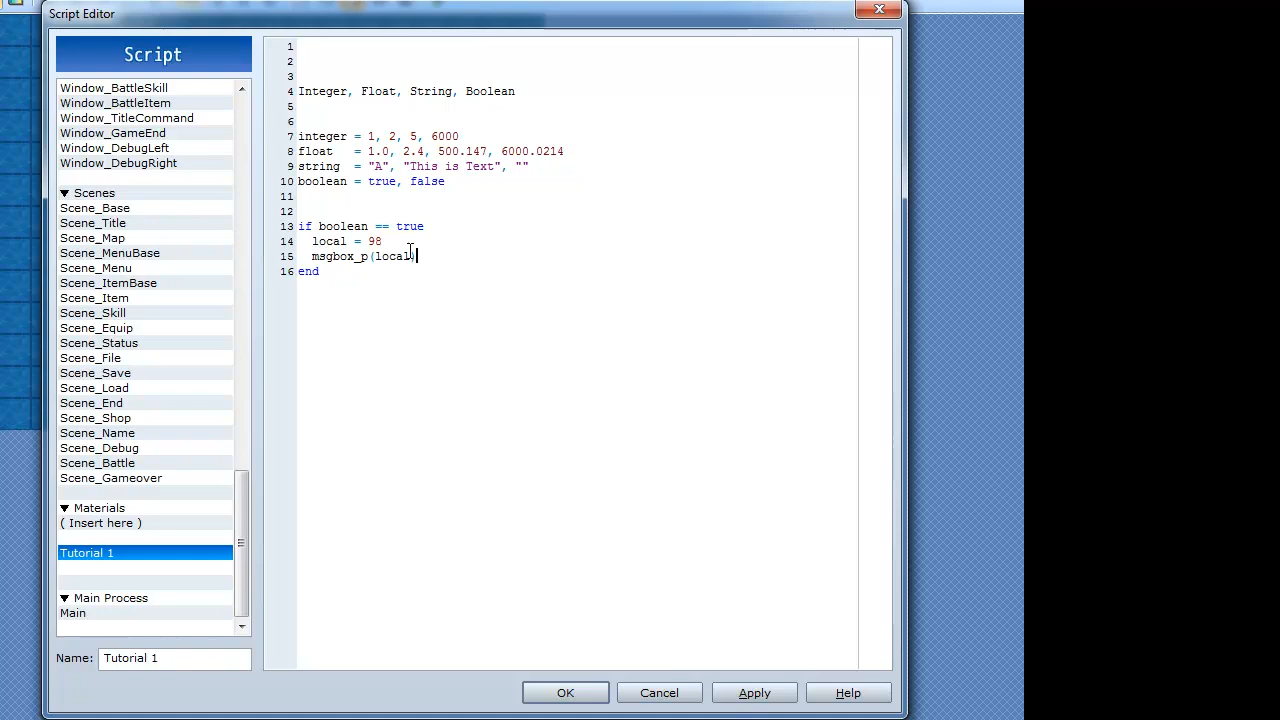 Script Editor
Script
Window_BattleSkill
Window_BattleItem
Window_TitleCommand
Window_GameEnd
Window_DebugLeft
Window_DebugRight
▼ Scenes
Scene_Base
Scene_Title
Scene_Map
Scene_MenuBase
Scene_Menu
Scene_ItemBase
Scene_Item
Scene_Skill
Scene_Equip
Scene_Status
Scene_File
Scene_Save
Scene_Load
Scene_End
Scene_Shop
Scene_Name
Scene_Debug
Scene_Battle
Scene_Gameover
▼ Materials
( Insert here )
Tutorial 1
▼ Main Process
Main
Name: Tutorial 1
1
2
3
4 Integer, Float, String, Boolean
5
6
7 integer = 1, 2, 5, 6000
8 float   = 1.0, 2.4, 500.147, 6000.0214
9 string  = "A", "This is Text", ""
10 boolean = true, false
11
12
13 if boolean == true
14   local = 98
15   msgbox_p(local)
16 end
OK Cancel Apply Help